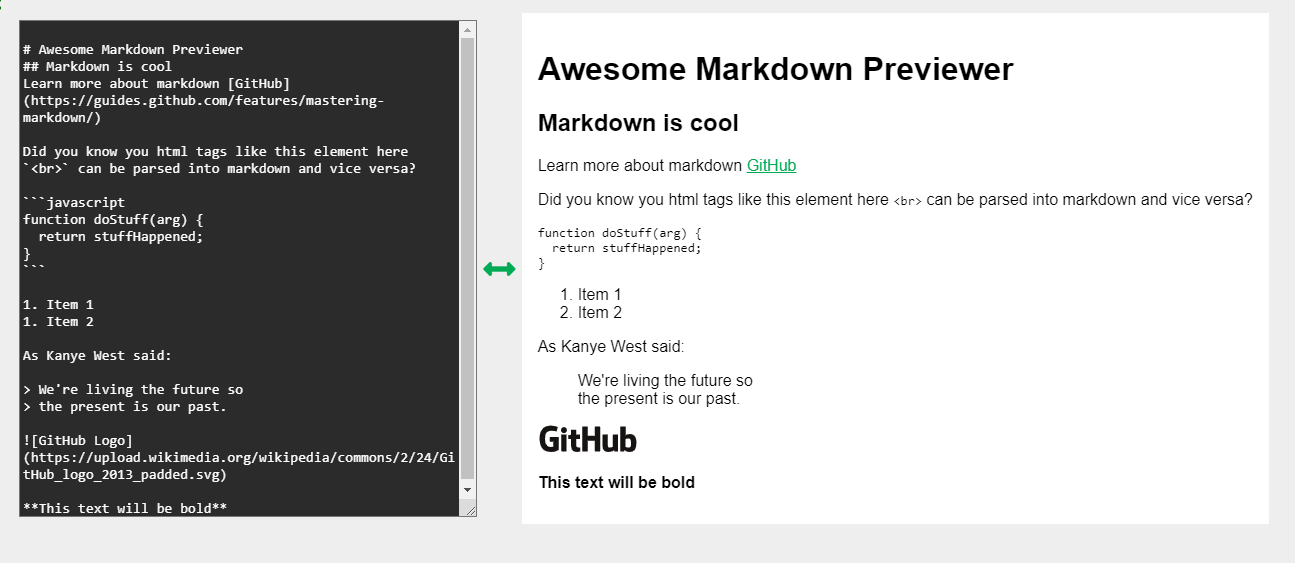 # Awesome Markdown Previewer
## Markdown is cool
Learn more about markdown [GitHub]
(https://guides.github.com/features/mastering-
markdown/)
Did you know you html tags like this element here
`<br>` can be parsed into markdown and vice versa?
```javascript
function doStuff(arg) {
  return stuffHappened;
}
```
1. Item 1
1. Item 2
As Kanye West said:
> We're living the future so
> the present is our past.
![GitHub Logo]
(https://upload.wikimedia.org/wikipedia/commons/2/24/Gi
tHub_logo_2013_padded.svg)
**This text will be bold**
Awesome Markdown Previewer
Markdown is cool
Learn more about markdown GitHub
Did you know you html tags like this element here <br> can be parsed into markdown and vice versa?
function doStuff(arg) {
  return stuffHappened;
}
1. Item 1
2. Item 2
As Kanye West said:
We're living the future so
the present is our past.
GitHub
This text will be bold